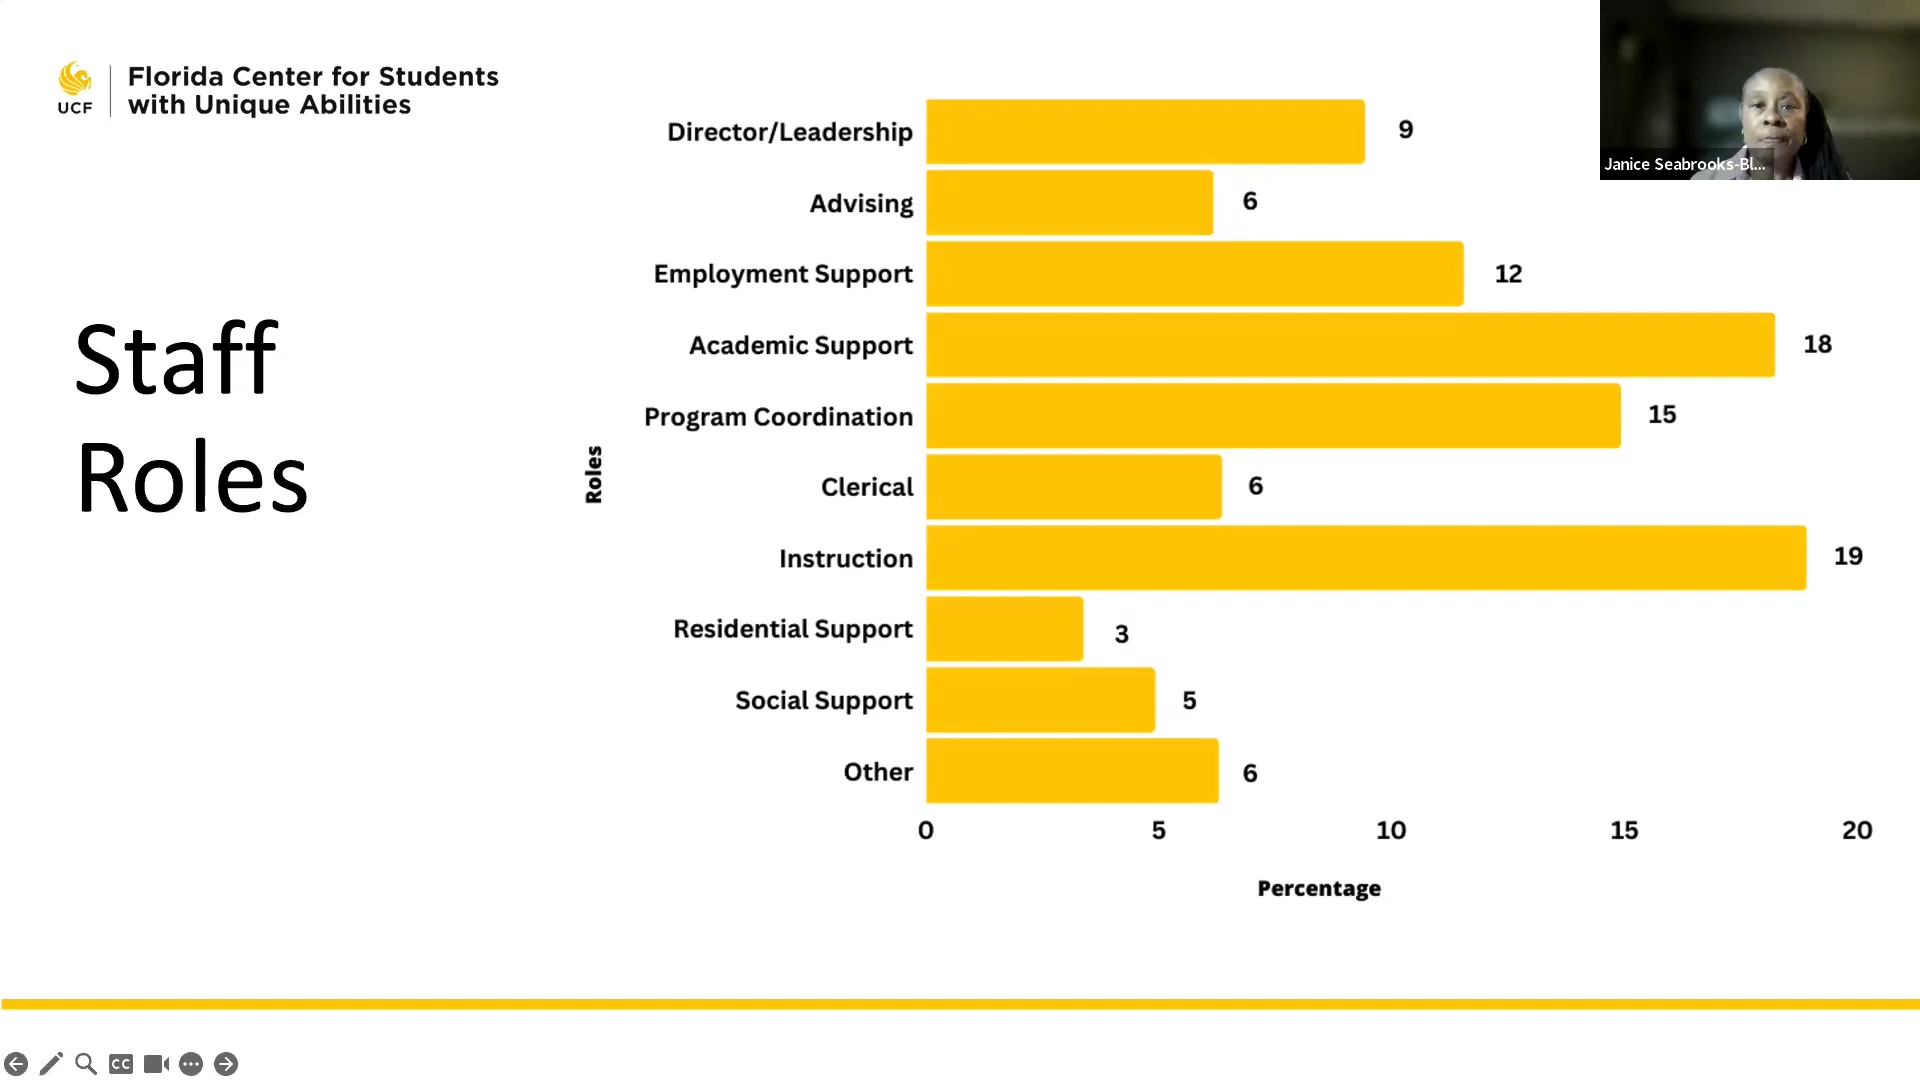 UCF
Florida Center for Students
with Unique Abilities
Staff
Roles
Roles
Director/Leadership 9
Advising 6
Employment Support 12
Academic Support 18
Program Coordination 15
Clerical 6
Instruction 19
Residential Support 3
Social Support 5
Other 6
0 5 10 15 20
Percentage
Janice Seabrooks-Bl...
CC